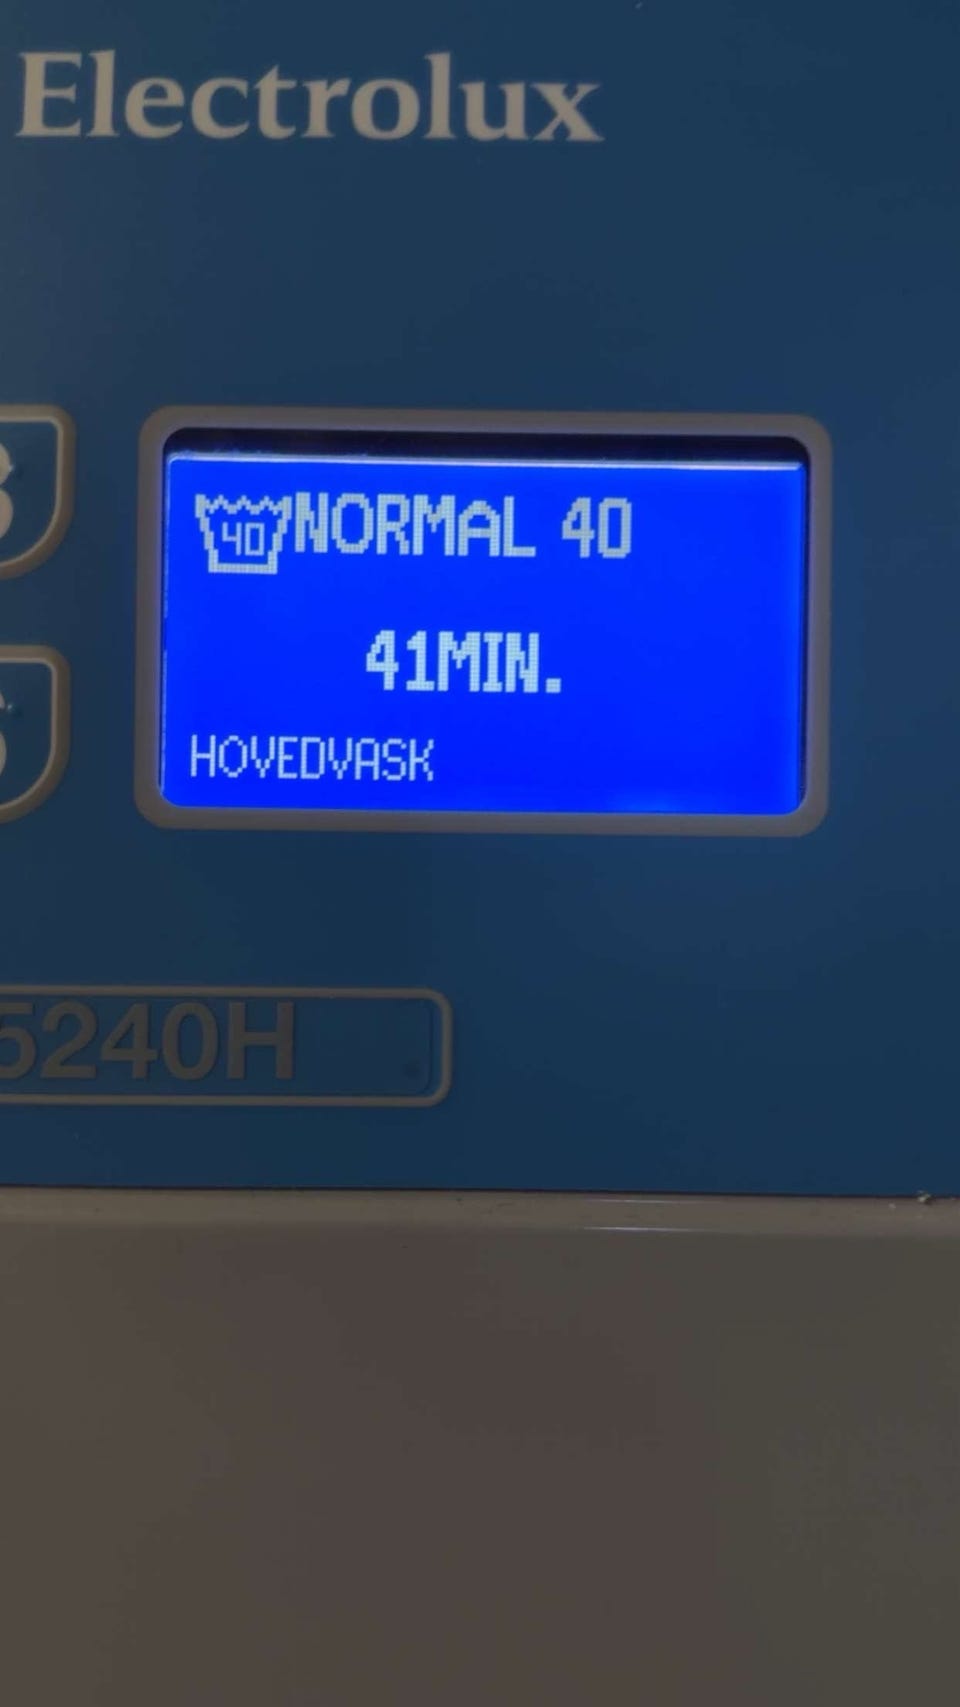 Electrolux
40 NORMAL 40
41MIN.
HOVEDVASK
5240H